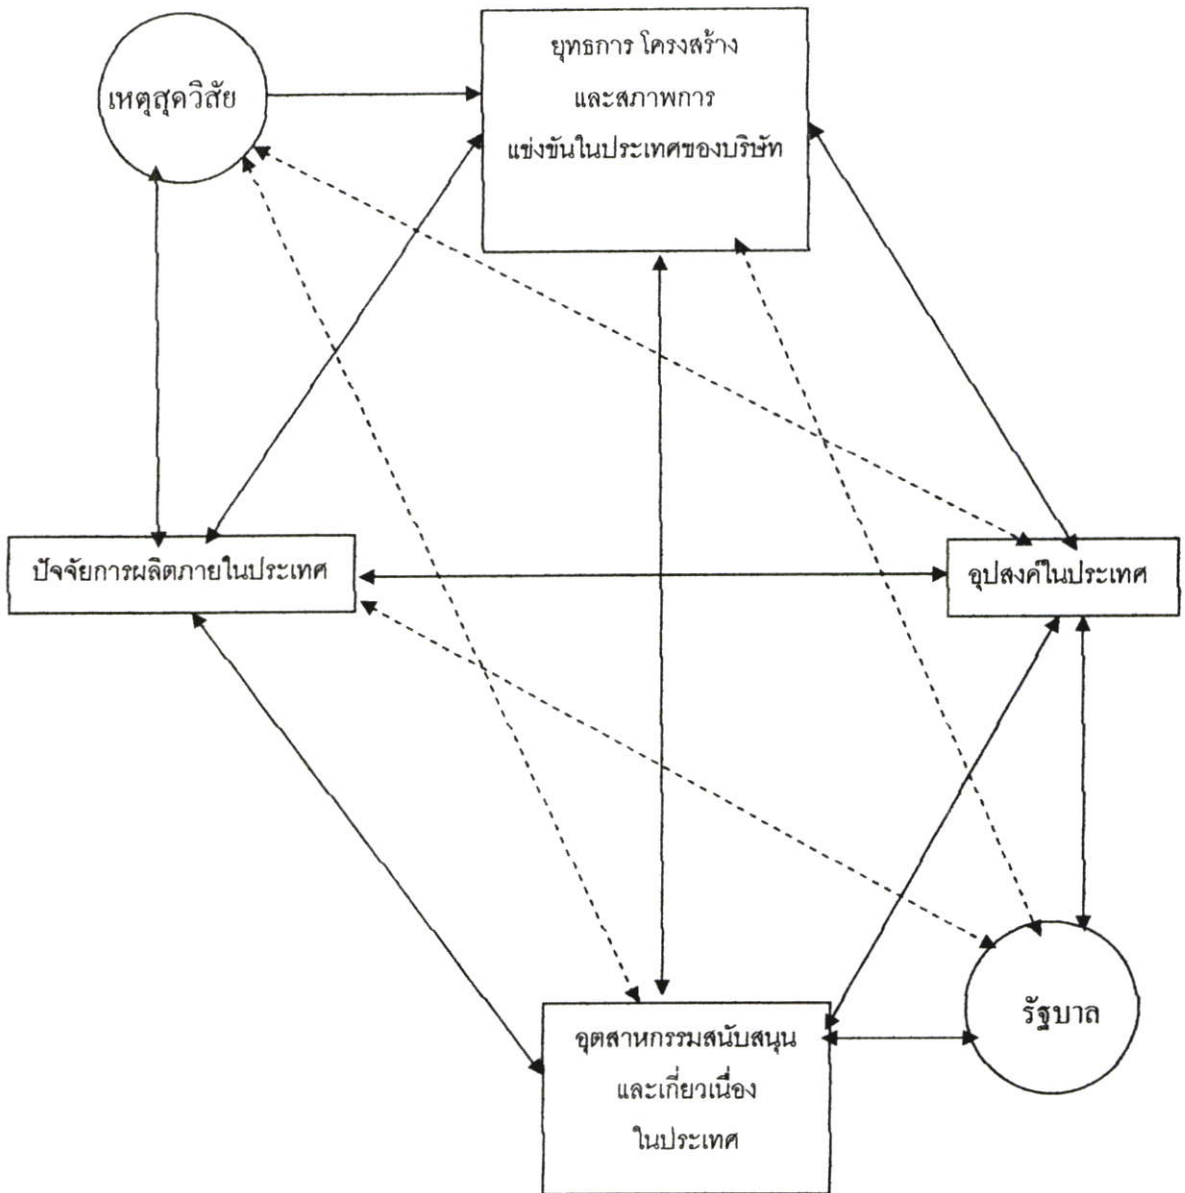 ยุทธการ โครงสร้าง
และสภาพการ
แข่งขันในประเทศของบริษัท
เหตุสุดวิสัย
ปัจจัยการผลิตภายในประเทศ
อุปสงค์ในประเทศ
รัฐบาล
อุตสาหกรรมสนับสนุน
และเกี่ยวเนื่อง
ในประเทศ